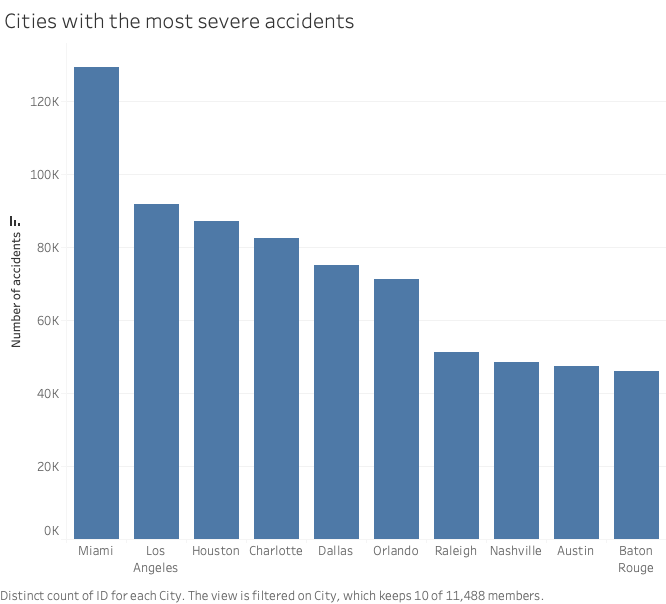 Cities with the most severe accidents
Number of accidents
120K
100K
80K
60K
40K
20K
0K
Miami
Los Angeles
Houston
Charlotte
Dallas
Orlando
Raleigh
Nashville
Austin
Baton Rouge
Distinct count of ID for each City. The view is filtered on City, which keeps 10 of 11,488 members.